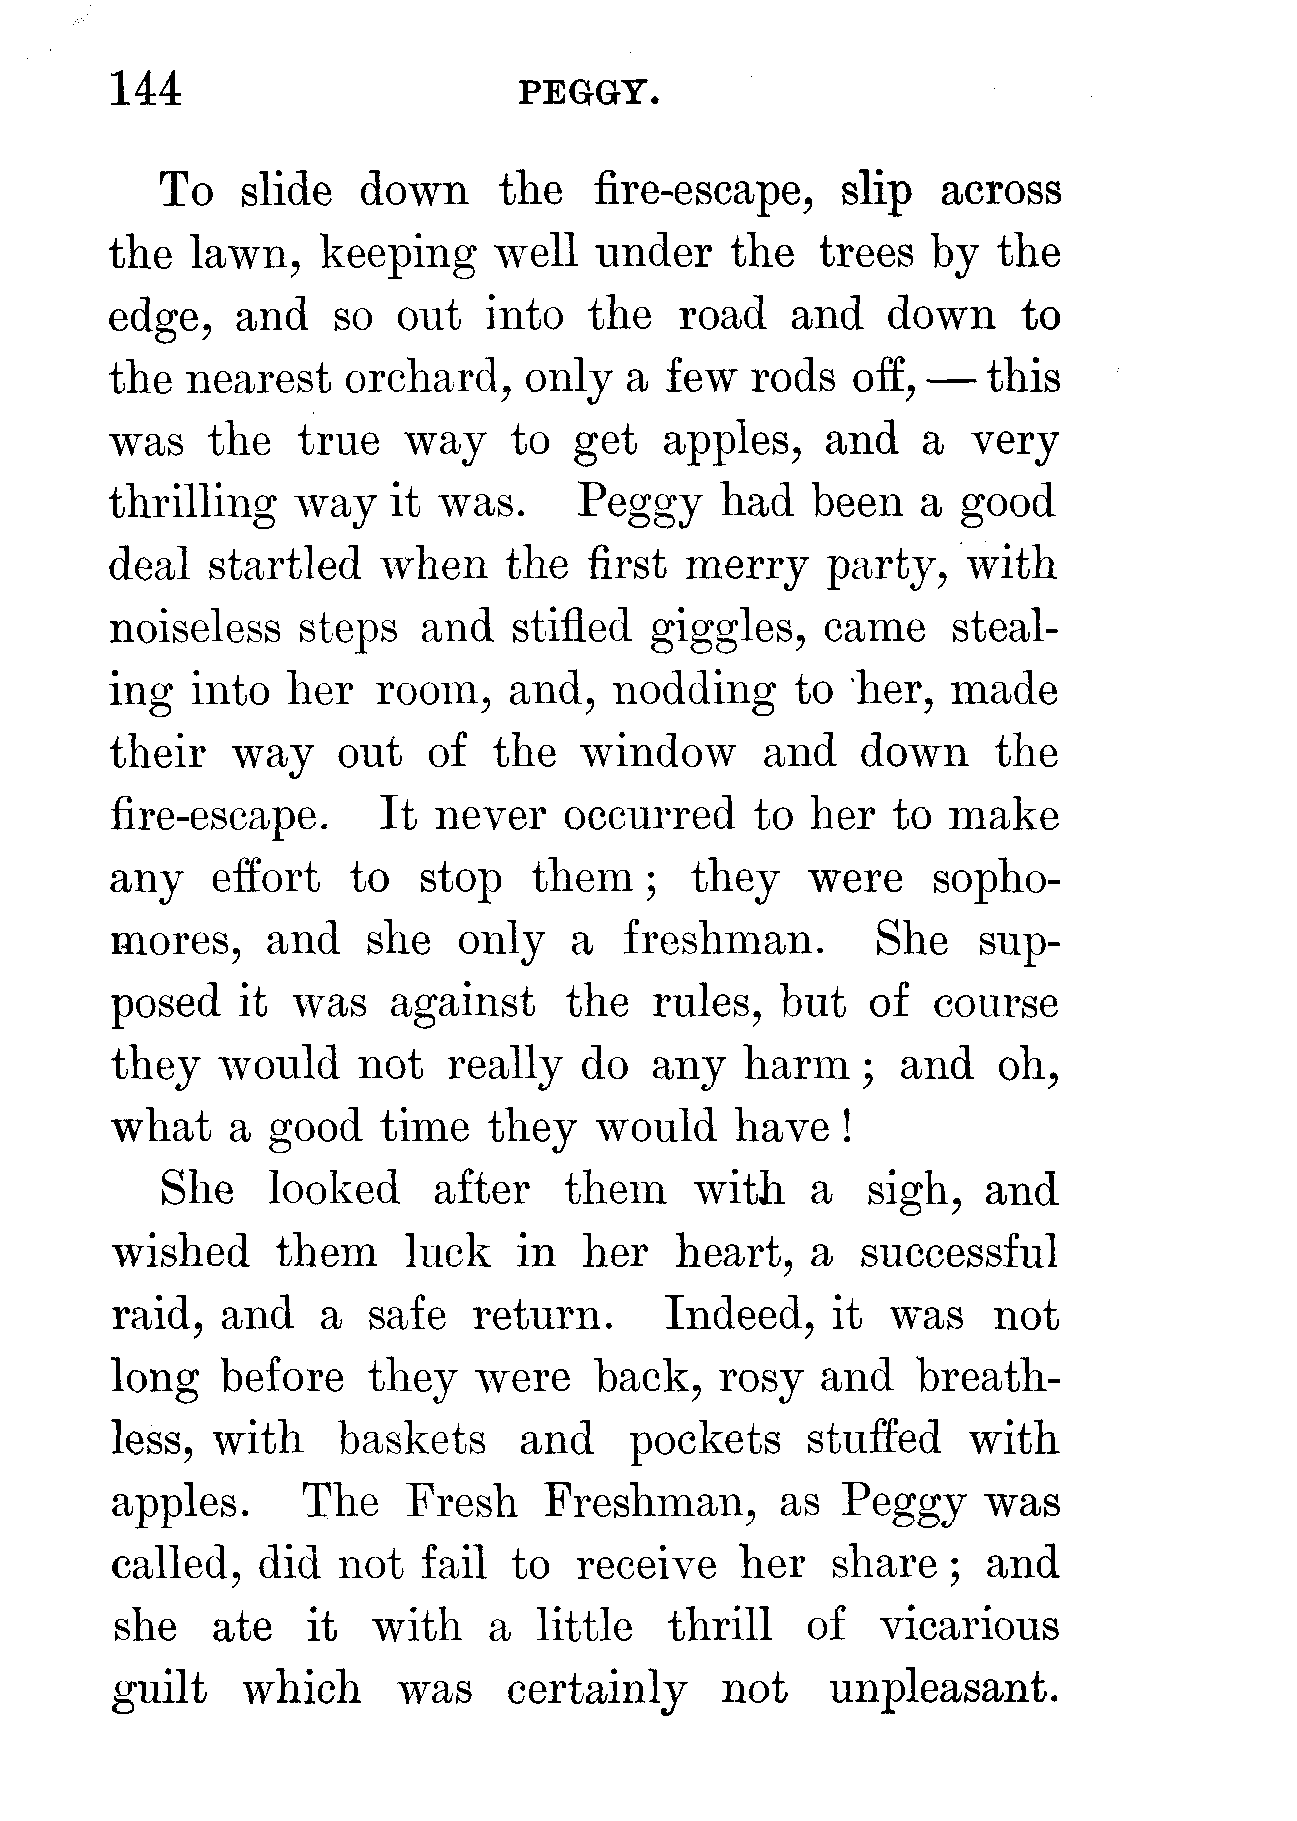 144 PEGGY.
To slide down the fire-escape, slip across
the lawn, keeping well under the trees by the
edge, and so out into the road and down to
the nearest orchard, only a few rods off, — this
was the true way to get apples, and a very
thrilling way it was. Peggy had been a good
deal startled when the first merry party, with
noiseless steps and stifled giggles, came steal-
ing into her room, and, nodding to her, made
their way out of the window and down the
fire-escape. It never occurred to her to make
any effort to stop them; they were sopho-
mores, and she only a freshman. She sup-
posed it was against the rules, but of course
they would not really do any harm; and oh,
what a good time they would have!
She looked after them with a sigh, and
wished them luck in her heart, a successful
raid, and a safe return. Indeed, it was not
long before they were back, rosy and breath-
less, with baskets and pockets stuffed with
apples. The Fresh Freshman, as Peggy was
called, did not fail to receive her share; and
she ate it with a little thrill of vicarious
guilt which was certainly not unpleasant.